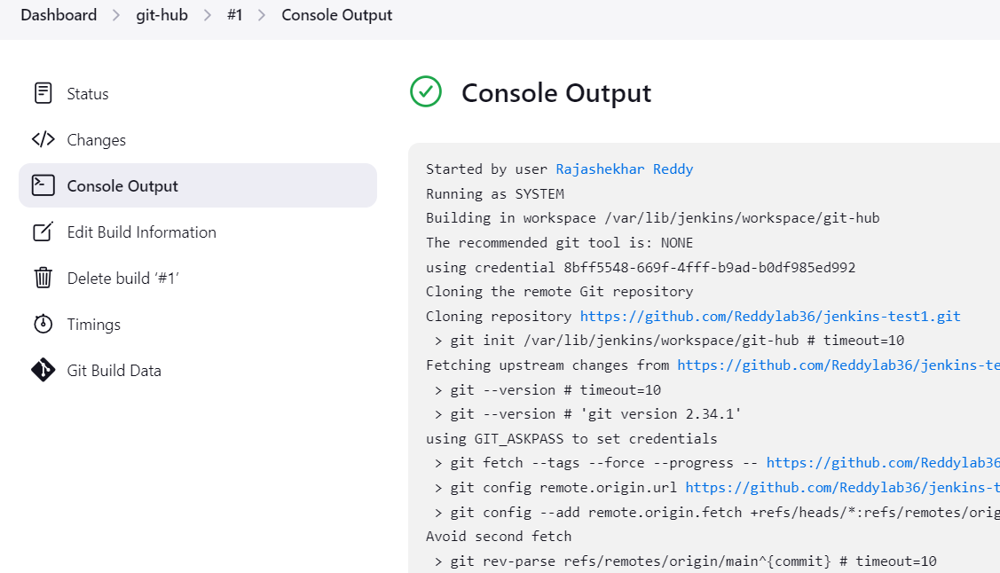 Dashboard > git-hub > #1 > Console Output
Status
Changes
Console Output
Edit Build Information
Delete build ‘#1’
Timings
Git Build Data
Console Output
Started by user Rajashekhar Reddy
Running as SYSTEM
Building in workspace /var/lib/jenkins/workspace/git-hub
The recommended git tool is: NONE
using credential 8bff5548-669f-4fff-b9ad-b0df985ed992
Cloning the remote Git repository
Cloning repository https://github.com/Reddylab36/jenkins-test1.git
> git init /var/lib/jenkins/workspace/git-hub # timeout=10
Fetching upstream changes from https://github.com/Reddylab36/jenkins-te
> git --version # timeout=10
> git --version # 'git version 2.34.1'
using GIT_ASKPASS to set credentials
> git fetch --tags --force --progress -- https://github.com/Reddylab36
> git config remote.origin.url https://github.com/Reddylab36/jenkins-t
> git config --add remote.origin.fetch +refs/heads/*:refs/remotes/orig
Avoid second fetch
> git rev-parse refs/remotes/origin/main^{commit} # timeout=10